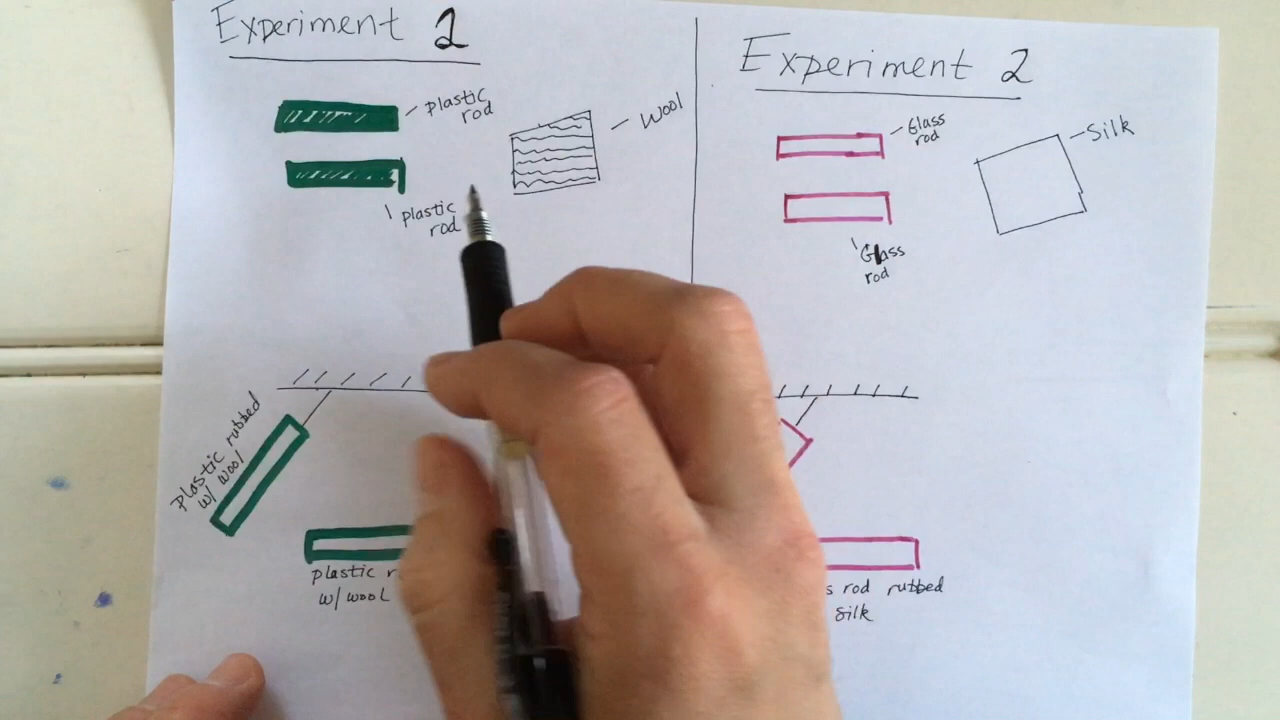 Experiment 2
plastic
rod
Wool
plastic
rod
Experiment 2
Glass
rod
Silk
Glass
rod
plastic rubbed
w/ wool
plastic
w/ wool
rod rubbed
silk